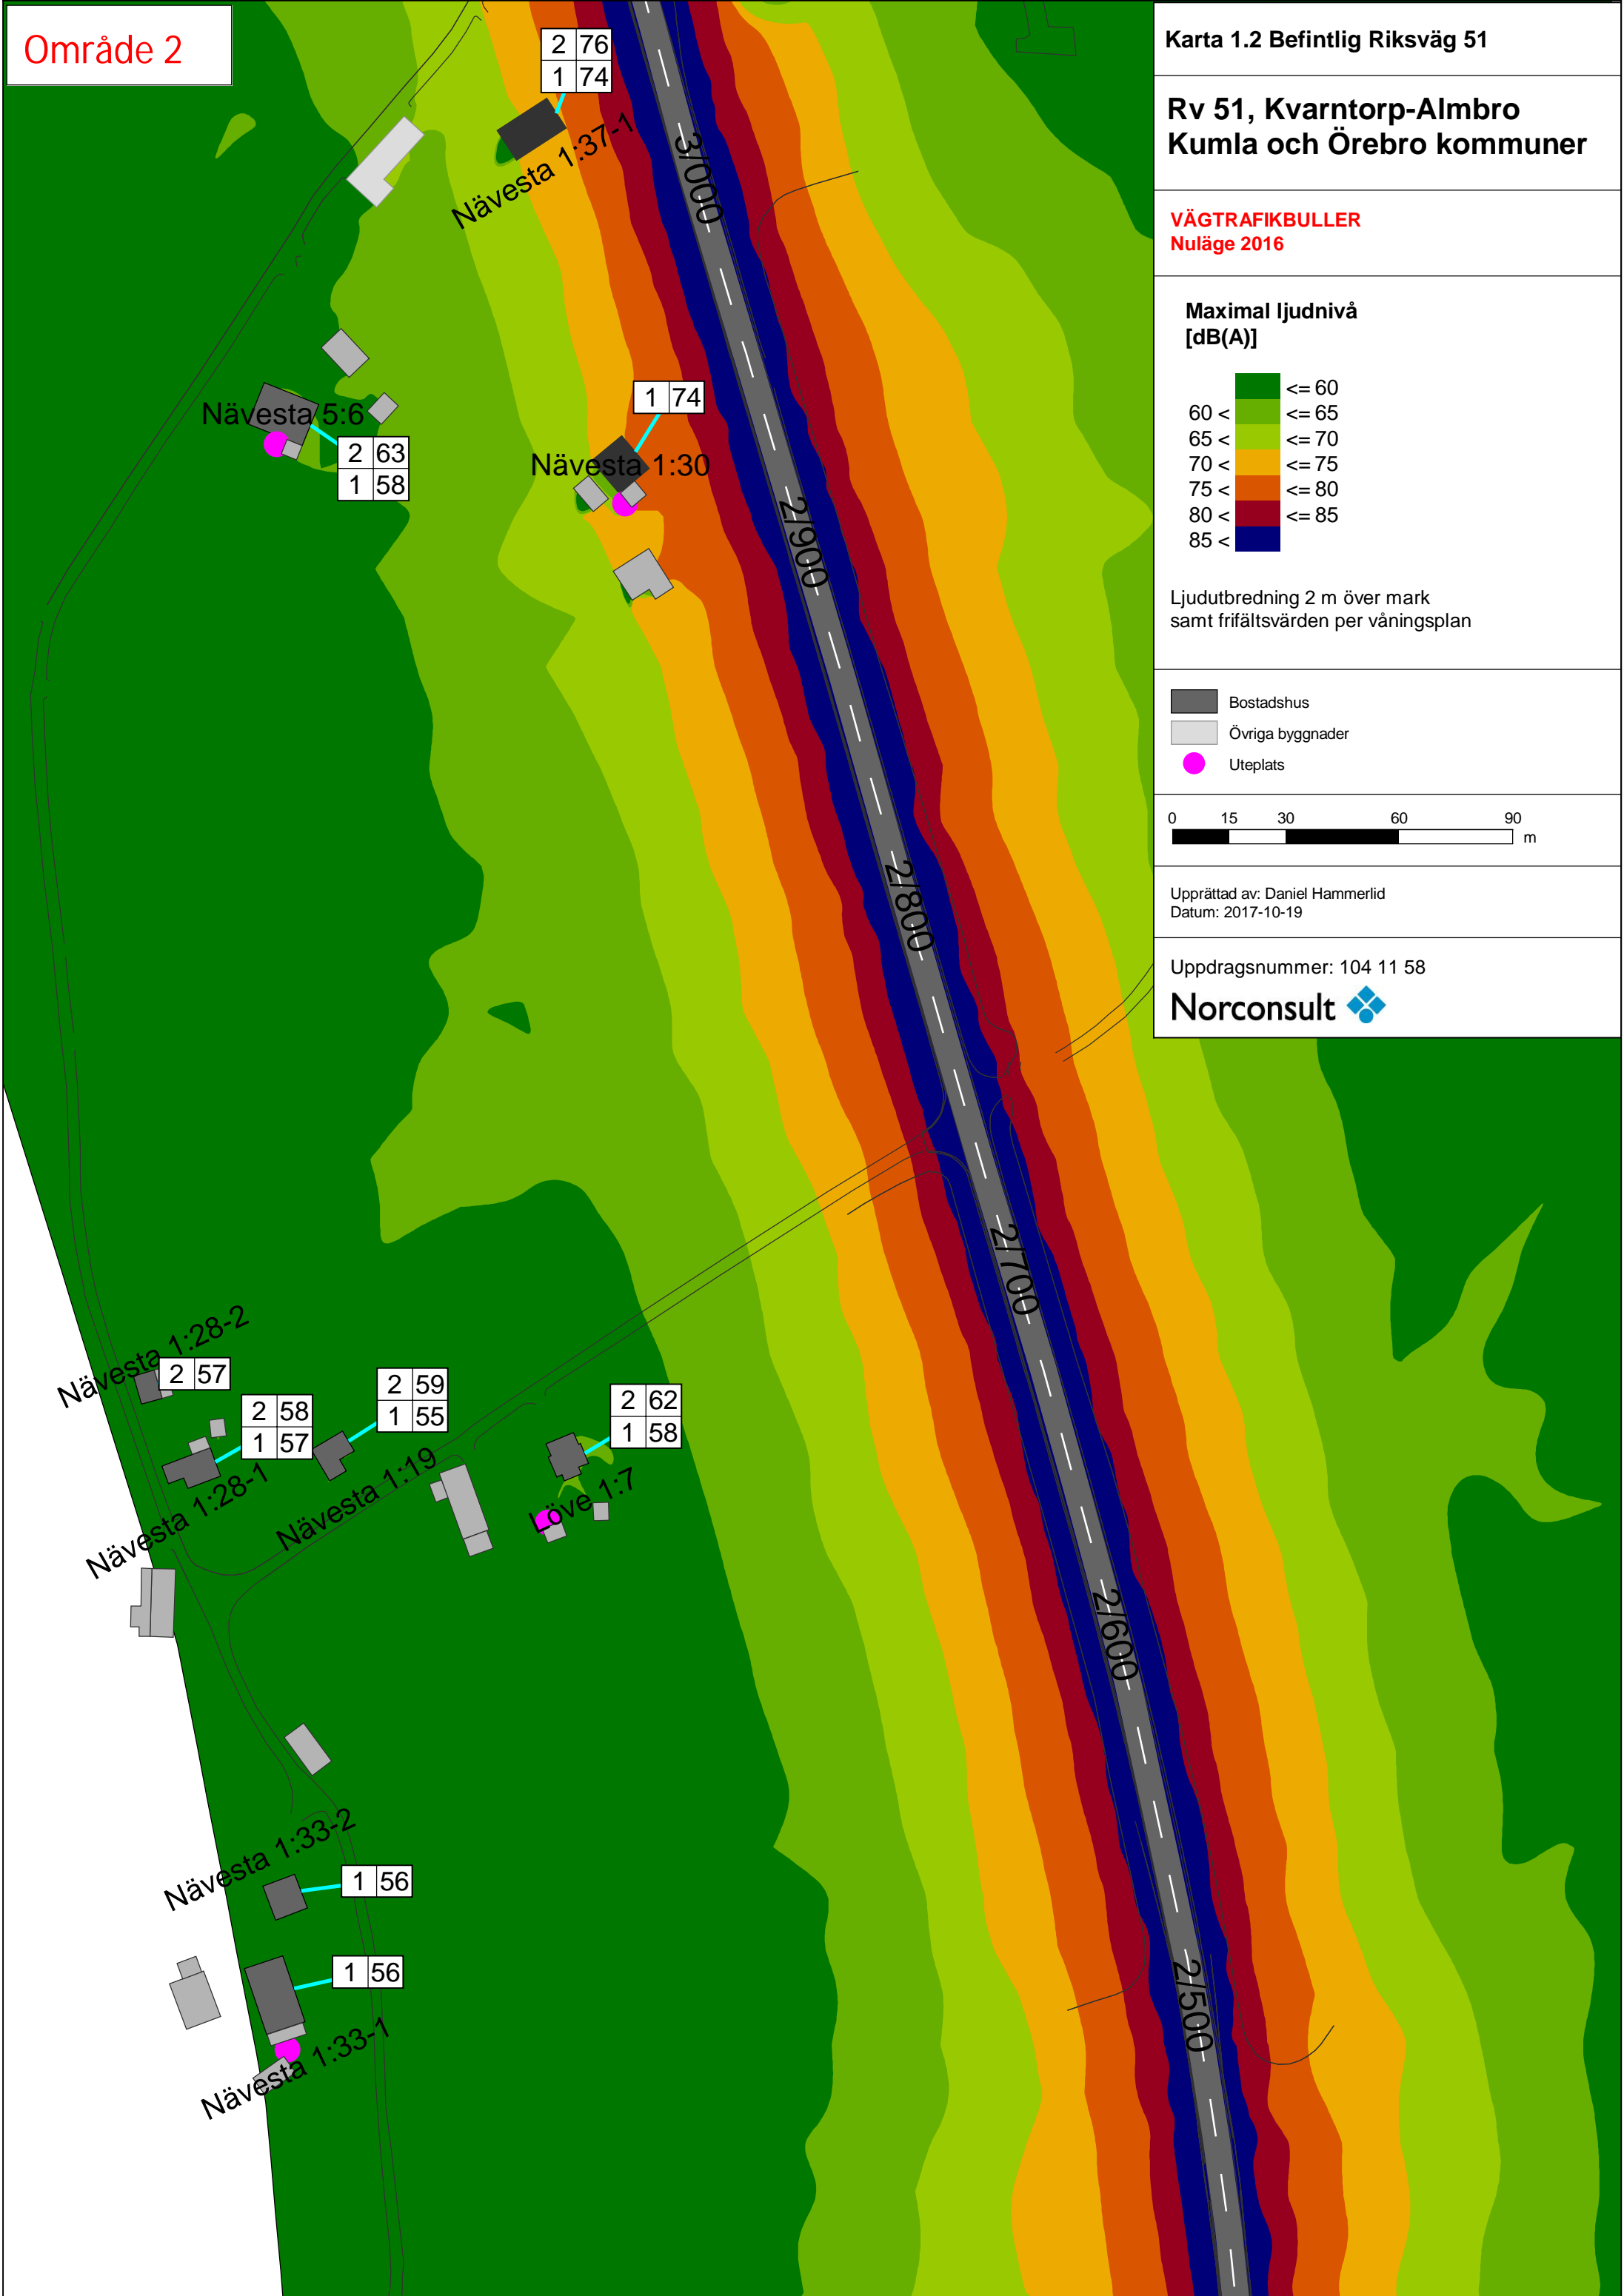 Område 2
Karta 1.2 Befintlig Riksväg 51
Rv 51, Kvarntorp-Almbro
Kumla och Örebro kommuner
VÄGTRAFIKBULLER
Nuläge 2016
Maximal ljudnivå
[dB(A)]
<= 60
60 < <= 65
65 < <= 70
70 < <= 75
75 < <= 80
80 < <= 85
85 <
Ljudutbredning 2 m över mark
samt frifältsvärden per våningsplan
Bostadshus
Övriga byggnader
Uteplats
0 15 30 60 90
m
Upprättad av: Daniel Hammerlid
Datum: 2017-10-19
Uppdragsnummer: 104 11 58
Norconsult
2 76
1 74
Nävesta 1:37-1
3/000
1 74
Nävesta 5:6
2 63
1 58
Nävesta 1:30
2/900
2/800
2/700
Nävesta 1:28-2
2 57
2 58
1 57
Nävesta 1:28-1
2 59
1 55
Nävesta 1:19
2 62
1 58
Löve 1:7
2/600
Nävesta 1:33-2
1 56
1 56
Nävesta 1:33-1
2/500